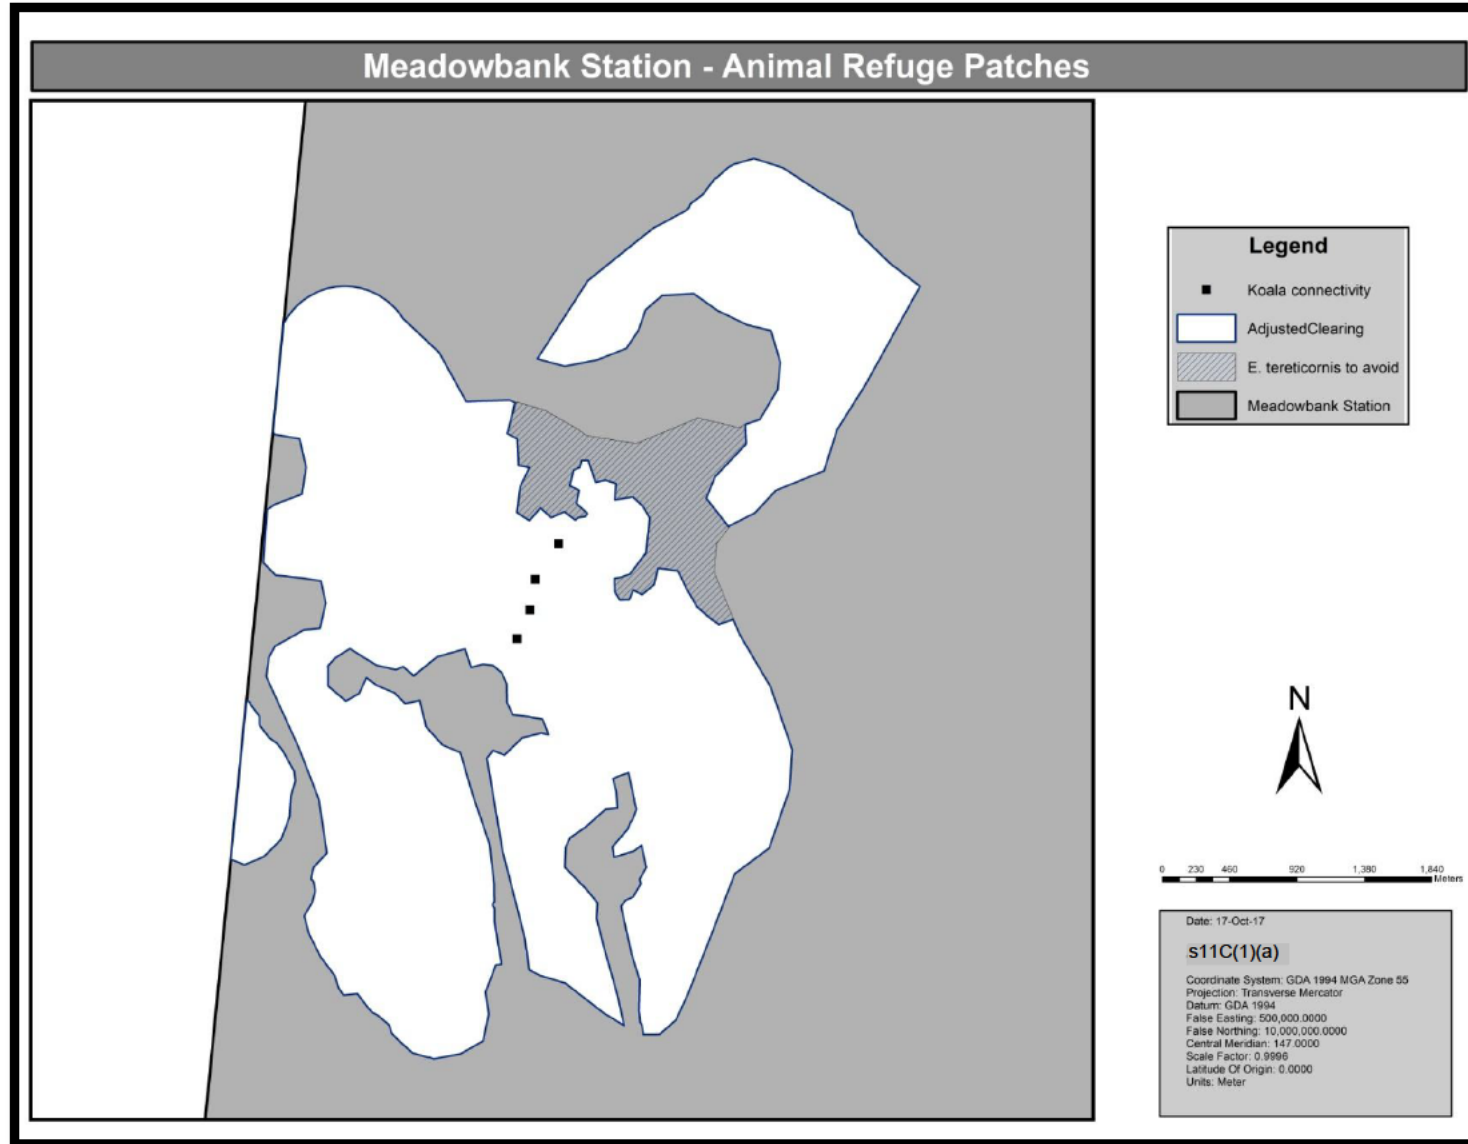 Meadowbank Station - Animal Refuge Patches
Legend
Koala connectivity
AdjustedClearing
E. tereticornis to avoid
Meadowbank Station
N
0 230 460 920 1,380 1,840
Meters
Date: 17-Oct-17
s11C(1)(a)
Coordinate System: GDA 1994 MGA Zone 55
Projection: Transverse Mercator
Datum: GDA 1994
False Easting: 500,000.0000
False Northing: 10,000,000.0000
Central Meridian: 147.0000
Scale Factor: 0.9996
Latitude Of Origin: 0.0000
Units: Meter